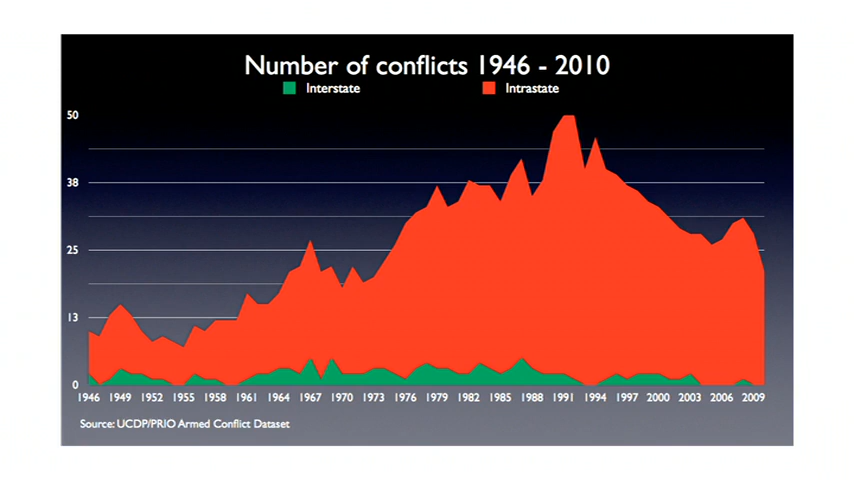 Number of conflicts 1946 - 2010
Interstate Intrastate
50
38
25
13
0
1946 1949 1952 1955 1958 1961 1964 1967 1970 1973 1976 1979 1982 1985 1988 1991 1994 1997 2000 2003 2006 2009
Source: UCDP/PRIO Armed Conflict Dataset